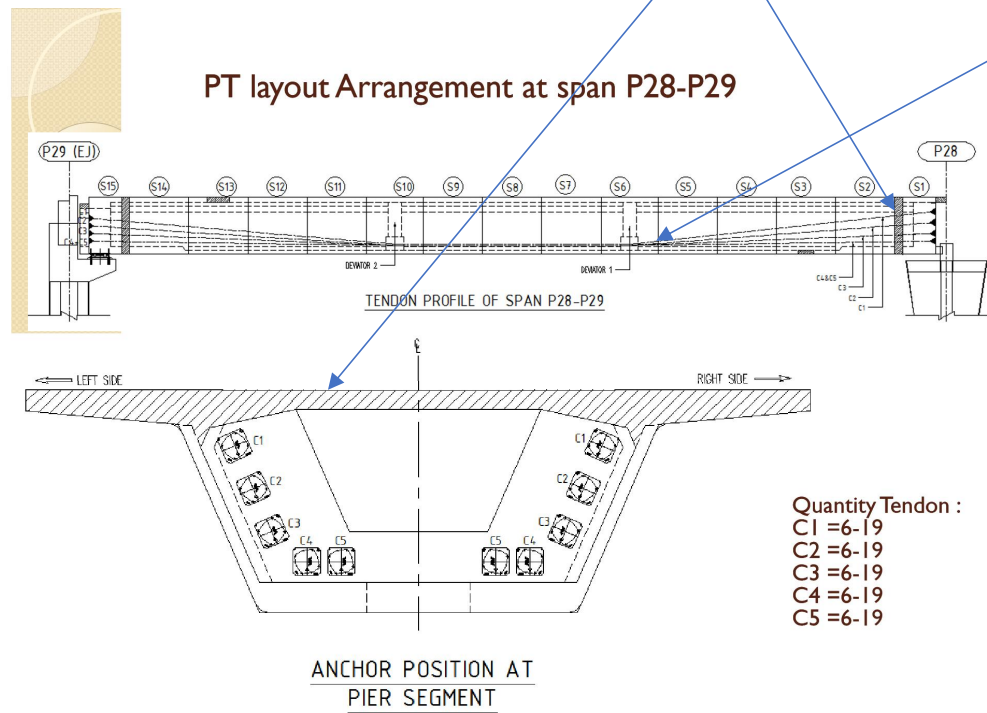 PT layout Arrangement at span P28-P29
P29 (EJ)
P28
S15
S14
S13
S12
S11
S10
S9
S8
S7
S6
S5
S4
S3
S2
S1
C2
C3
C4
C5
DEVIATOR 2
DEVIATOR 1
C4&C5
C3
C2
C1
TENDON PROFILE OF SPAN P28-P29
LEFT SIDE
RIGHT SIDE
C1
C1
C2
C2
C3
C3
C4
C5
C5
C4
Quantity Tendon :
C1 =6-19
C2 =6-19
C3 =6-19
C4 =6-19
C5 =6-19
ANCHOR POSITION AT
PIER SEGMENT